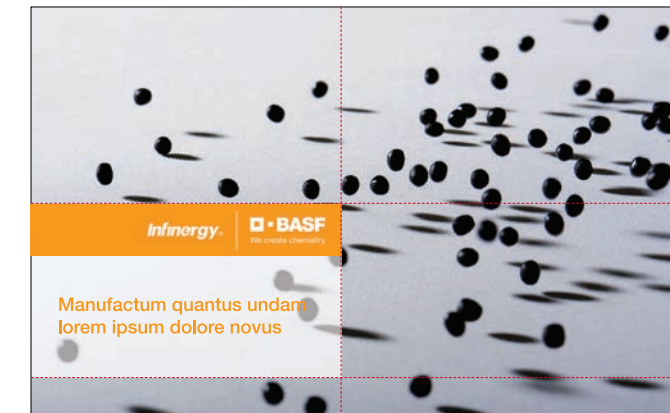 Infinergy®
BASF
We create chemistry
Manufactum quantus undam
lorem ipsum dolore novus